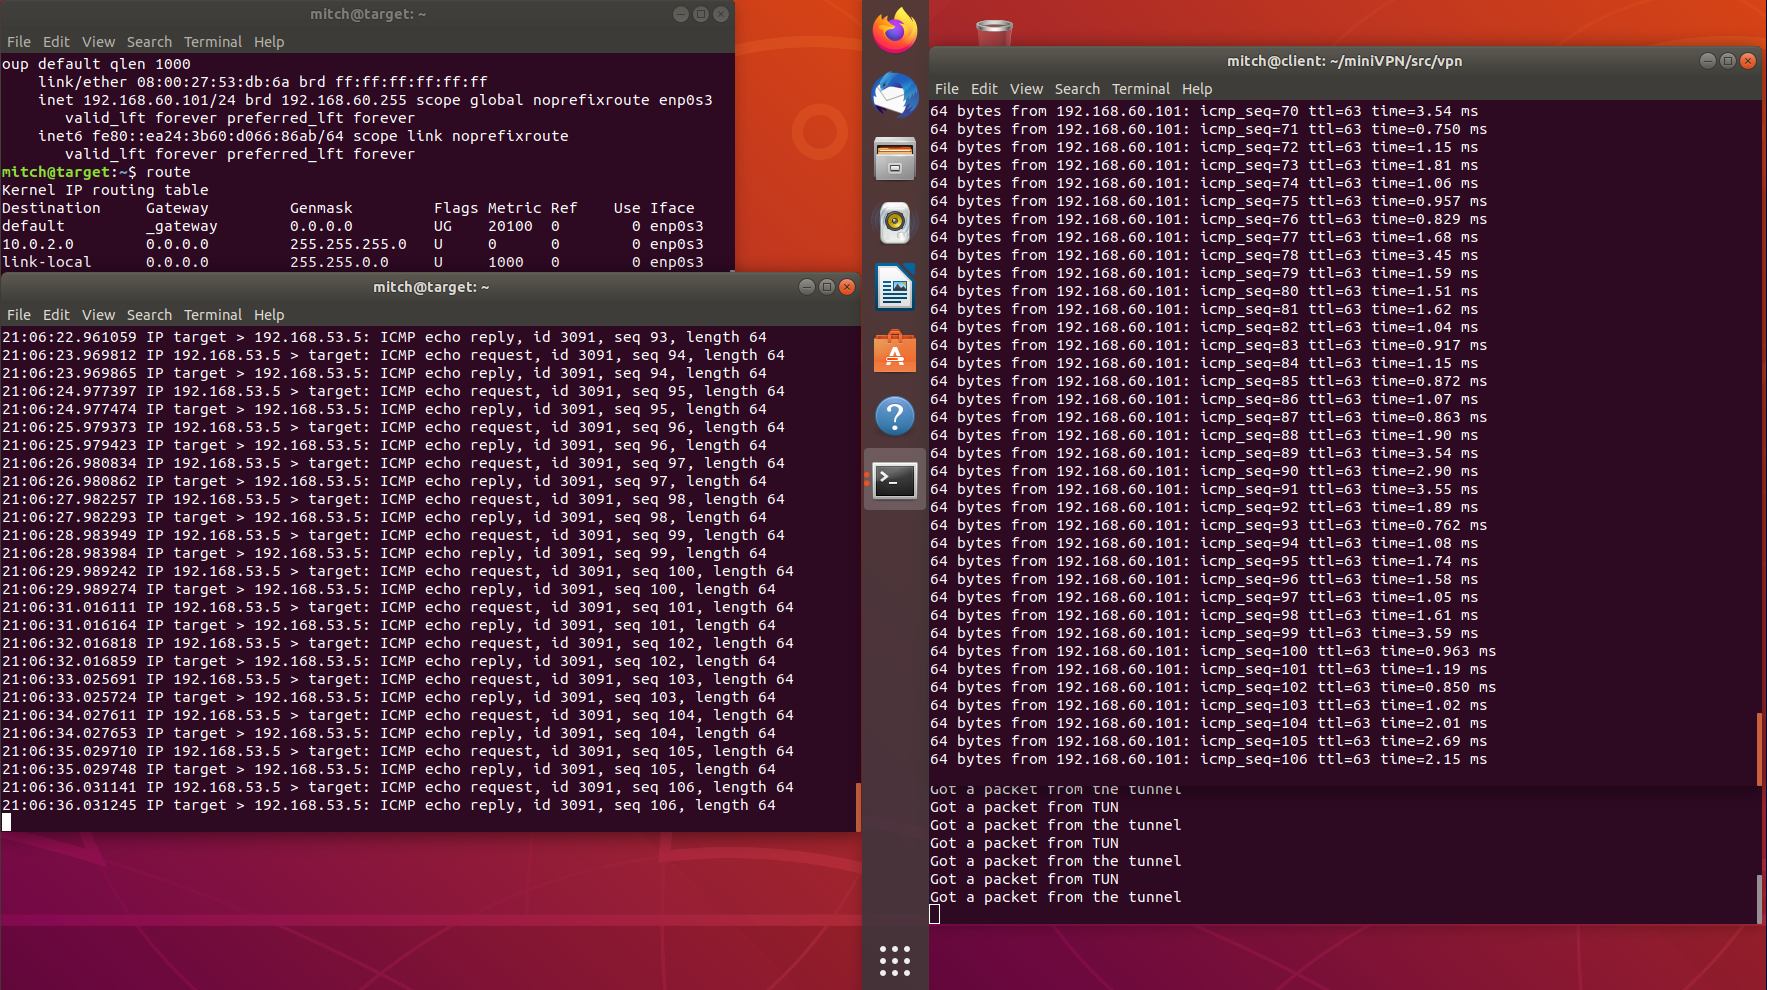 mitch@target: ~
File Edit View Search Terminal Help
oup default qlen 1000
link/ether 08:00:27:53:db:6a brd ff:ff:ff:ff:ff:ff
inet 192.168.60.101/24 brd 192.168.60.255 scope global noprefixroute enp0s3
valid_lft forever preferred_lft forever
inet6 fe80::ea24:3b60:d066:86ab/64 scope link noprefixroute
valid_lft forever preferred_lft forever
mitch@target:~$ route
Kernel IP routing table
Destination Gateway Genmask Flags Metric Ref Use Iface
default _gateway 0.0.0.0 UG 20100 0 0 enp0s3
10.0.2.0 0.0.0.0 255.255.255.0 U 0 0 0 enp0s3
link-local 0.0.0.0 255.255.0.0 U 1000 0 0 enp0s3
mitch@target: ~
File Edit View Search Terminal Help
21:06:22.961059 IP target > 192.168.53.5: ICMP echo reply, id 3091, seq 93, length 64
21:06:23.969812 IP 192.168.53.5 > target: ICMP echo request, id 3091, seq 94, length 64
21:06:23.969865 IP target > 192.168.53.5: ICMP echo reply, id 3091, seq 94, length 64
21:06:24.977397 IP 192.168.53.5 > target: ICMP echo request, id 3091, seq 95, length 64
21:06:24.977474 IP target > 192.168.53.5: ICMP echo reply, id 3091, seq 95, length 64
21:06:25.979373 IP 192.168.53.5 > target: ICMP echo request, id 3091, seq 96, length 64
21:06:25.979423 IP target > 192.168.53.5: ICMP echo reply, id 3091, seq 96, length 64
21:06:26.980834 IP 192.168.53.5 > target: ICMP echo request, id 3091, seq 97, length 64
21:06:26.980862 IP target > 192.168.53.5: ICMP echo reply, id 3091, seq 97, length 64
21:06:27.982257 IP 192.168.53.5 > target: ICMP echo request, id 3091, seq 98, length 64
21:06:27.982293 IP target > 192.168.53.5: ICMP echo reply, id 3091, seq 98, length 64
21:06:28.983949 IP 192.168.53.5 > target: ICMP echo request, id 3091, seq 99, length 64
21:06:28.983984 IP target > 192.168.53.5: ICMP echo reply, id 3091, seq 99, length 64
21:06:29.989242 IP 192.168.53.5 > target: ICMP echo request, id 3091, seq 100, length 64
21:06:29.989274 IP target > 192.168.53.5: ICMP echo reply, id 3091, seq 100, length 64
21:06:31.016111 IP 192.168.53.5 > target: ICMP echo request, id 3091, seq 101, length 64
21:06:31.016164 IP target > 192.168.53.5: ICMP echo reply, id 3091, seq 101, length 64
21:06:32.016818 IP 192.168.53.5 > target: ICMP echo request, id 3091, seq 102, length 64
21:06:32.016859 IP target > 192.168.53.5: ICMP echo reply, id 3091, seq 102, length 64
21:06:33.025691 IP 192.168.53.5 > target: ICMP echo request, id 3091, seq 103, length 64
21:06:33.025724 IP target > 192.168.53.5: ICMP echo reply, id 3091, seq 103, length 64
21:06:34.027611 IP 192.168.53.5 > target: ICMP echo request, id 3091, seq 104, length 64
21:06:34.027653 IP target > 192.168.53.5: ICMP echo reply, id 3091, seq 104, length 64
21:06:35.029710 IP 192.168.53.5 > target: ICMP echo request, id 3091, seq 105, length 64
21:06:35.029748 IP target > 192.168.53.5: ICMP echo reply, id 3091, seq 105, length 64
21:06:36.031141 IP 192.168.53.5 > target: ICMP echo request, id 3091, seq 106, length 64
21:06:36.031245 IP target > 192.168.53.5: ICMP echo reply, id 3091, seq 106, length 64
mitch@client: ~/miniVPN/src/vpn
File Edit View Search Terminal Help
64 bytes from 192.168.60.101: icmp_seq=70 ttl=63 time=3.54 ms
64 bytes from 192.168.60.101: icmp_seq=71 ttl=63 time=0.750 ms
64 bytes from 192.168.60.101: icmp_seq=72 ttl=63 time=1.15 ms
64 bytes from 192.168.60.101: icmp_seq=73 ttl=63 time=1.81 ms
64 bytes from 192.168.60.101: icmp_seq=74 ttl=63 time=1.06 ms
64 bytes from 192.168.60.101: icmp_seq=75 ttl=63 time=0.957 ms
64 bytes from 192.168.60.101: icmp_seq=76 ttl=63 time=0.829 ms
64 bytes from 192.168.60.101: icmp_seq=77 ttl=63 time=1.68 ms
64 bytes from 192.168.60.101: icmp_seq=78 ttl=63 time=3.45 ms
64 bytes from 192.168.60.101: icmp_seq=79 ttl=63 time=1.59 ms
64 bytes from 192.168.60.101: icmp_seq=80 ttl=63 time=1.51 ms
64 bytes from 192.168.60.101: icmp_seq=81 ttl=63 time=1.62 ms
64 bytes from 192.168.60.101: icmp_seq=82 ttl=63 time=1.04 ms
64 bytes from 192.168.60.101: icmp_seq=83 ttl=63 time=0.917 ms
64 bytes from 192.168.60.101: icmp_seq=84 ttl=63 time=1.15 ms
64 bytes from 192.168.60.101: icmp_seq=85 ttl=63 time=0.872 ms
64 bytes from 192.168.60.101: icmp_seq=86 ttl=63 time=1.07 ms
64 bytes from 192.168.60.101: icmp_seq=87 ttl=63 time=0.863 ms
64 bytes from 192.168.60.101: icmp_seq=88 ttl=63 time=1.90 ms
64 bytes from 192.168.60.101: icmp_seq=89 ttl=63 time=3.54 ms
64 bytes from 192.168.60.101: icmp_seq=90 ttl=63 time=2.90 ms
64 bytes from 192.168.60.101: icmp_seq=91 ttl=63 time=3.55 ms
64 bytes from 192.168.60.101: icmp_seq=92 ttl=63 time=1.89 ms
64 bytes from 192.168.60.101: icmp_seq=93 ttl=63 time=0.762 ms
64 bytes from 192.168.60.101: icmp_seq=94 ttl=63 time=1.08 ms
64 bytes from 192.168.60.101: icmp_seq=95 ttl=63 time=1.74 ms
64 bytes from 192.168.60.101: icmp_seq=96 ttl=63 time=1.58 ms
64 bytes from 192.168.60.101: icmp_seq=97 ttl=63 time=1.05 ms
64 bytes from 192.168.60.101: icmp_seq=98 ttl=63 time=1.61 ms
64 bytes from 192.168.60.101: icmp_seq=99 ttl=63 time=3.59 ms
64 bytes from 192.168.60.101: icmp_seq=100 ttl=63 time=0.963 ms
64 bytes from 192.168.60.101: icmp_seq=101 ttl=63 time=1.19 ms
64 bytes from 192.168.60.101: icmp_seq=102 ttl=63 time=0.850 ms
64 bytes from 192.168.60.101: icmp_seq=103 ttl=63 time=1.02 ms
64 bytes from 192.168.60.101: icmp_seq=104 ttl=63 time=2.01 ms
64 bytes from 192.168.60.101: icmp_seq=105 ttl=63 time=2.69 ms
64 bytes from 192.168.60.101: icmp_seq=106 ttl=63 time=2.15 ms
Got a packet from the tunnel
Got a packet from TUN
Got a packet from the tunnel
Got a packet from TUN
Got a packet from the tunnel
Got a packet from TUN
Got a packet from the tunnel